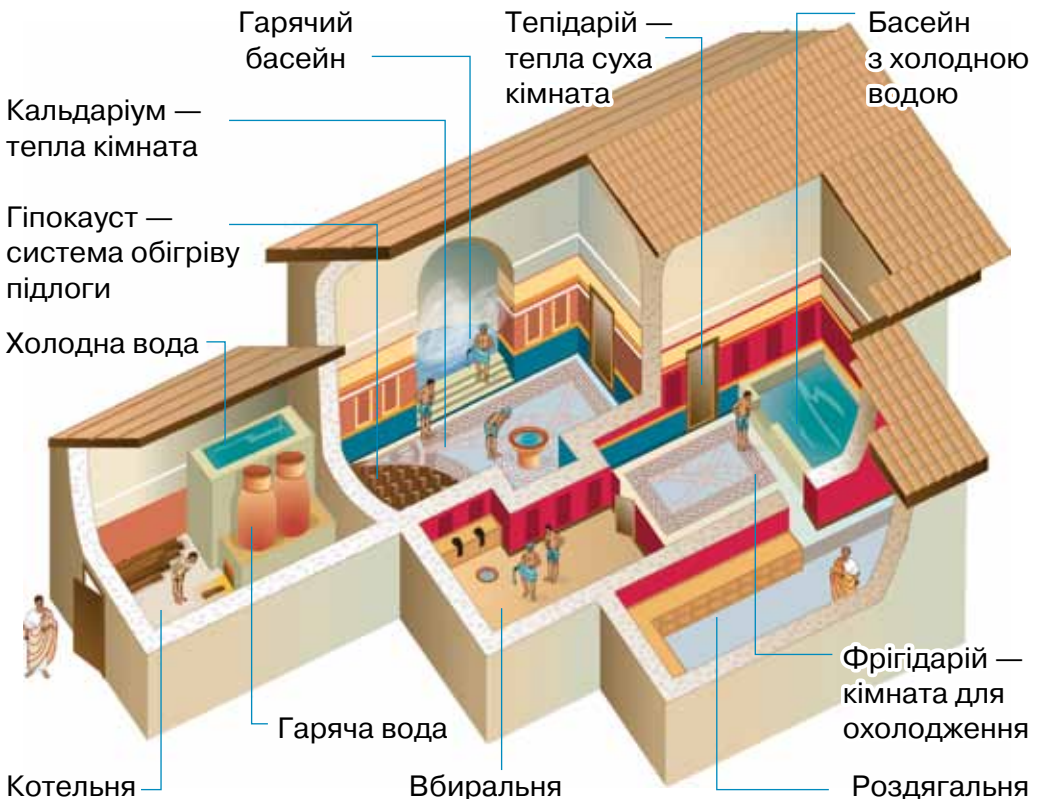 Гарячий
басейн
Тепідарій —
тепла суха
кімната
Басейн
з холодною
водою
Кальдаріум —
тепла кімната
Гіпокауст —
система обігріву
підлоги
Холодна вода
Фрігідарій —
кімната для
охолодження
Гаряча вода
Котельня
Вбиральня
Роздягальня